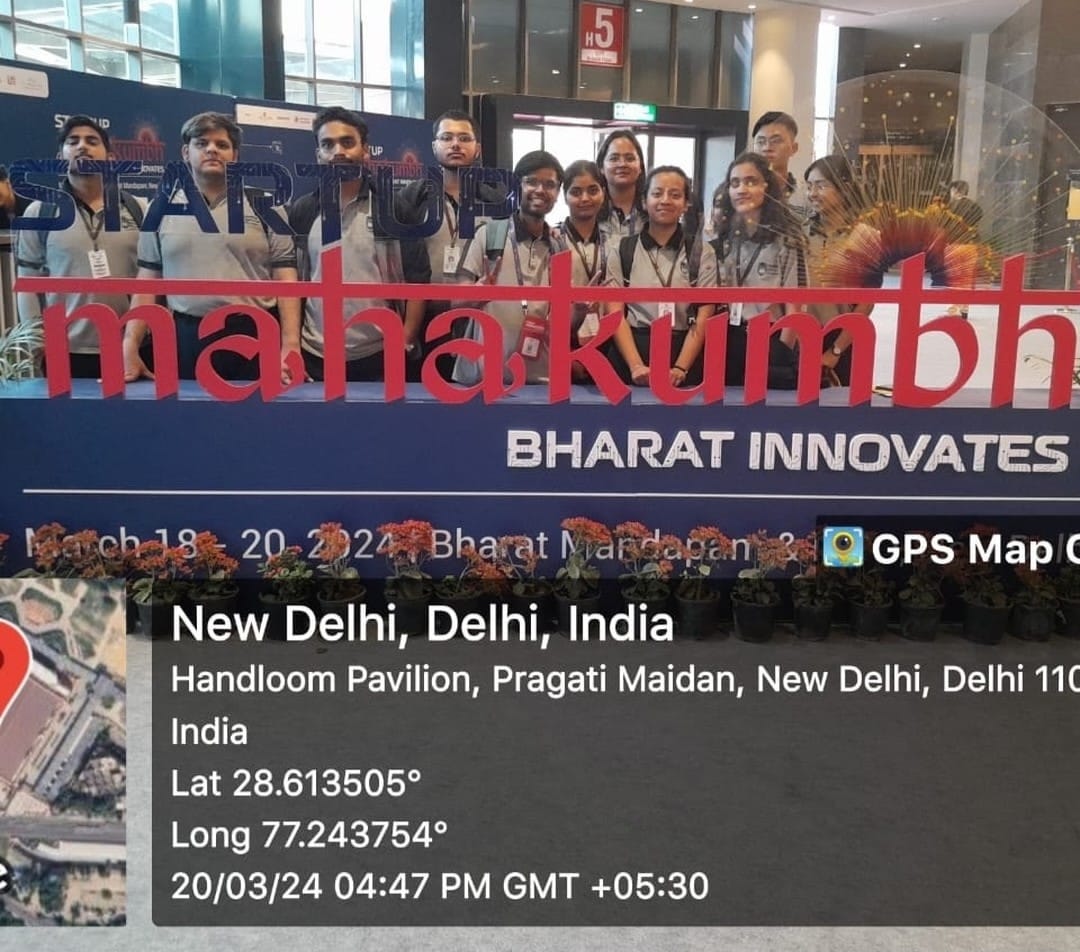 H5
STARTUP
mahakumbh
BHARAT INNOVATES
March 18 - 20, 2024 | Bharat Mandapam &
GPS Map C
New Delhi, Delhi, India
Handloom Pavilion, Pragati Maidan, New Delhi, Delhi 110
India
Lat 28.613505°
Long 77.243754°
20/03/24 04:47 PM GMT +05:30